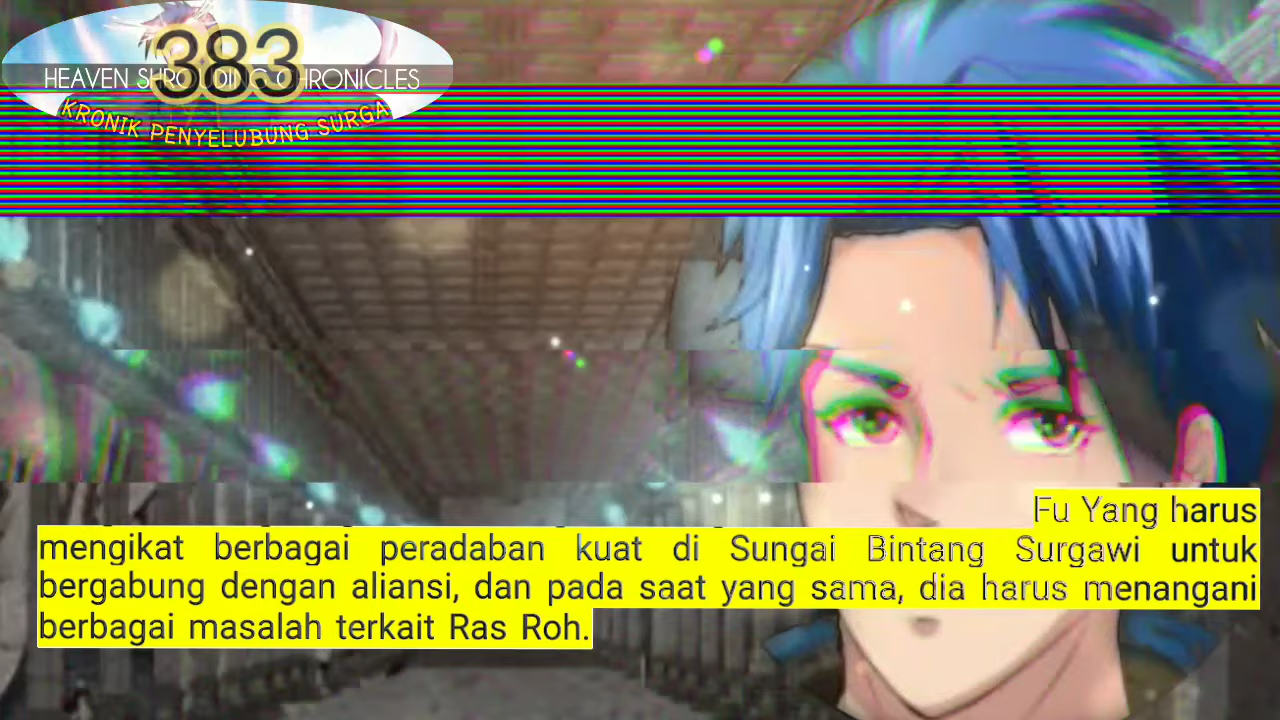 383
HEAVEN SHROUDING CHRONICLES
KRONIK PENYELUBUNG SURGA
Fu Yang harus
mengikat berbagai peradaban kuat di Sungai Bintang Surgawi untuk
bergabung dengan aliansi, dan pada saat yang sama, dia harus menangani
berbagai masalah terkait Ras Roh.